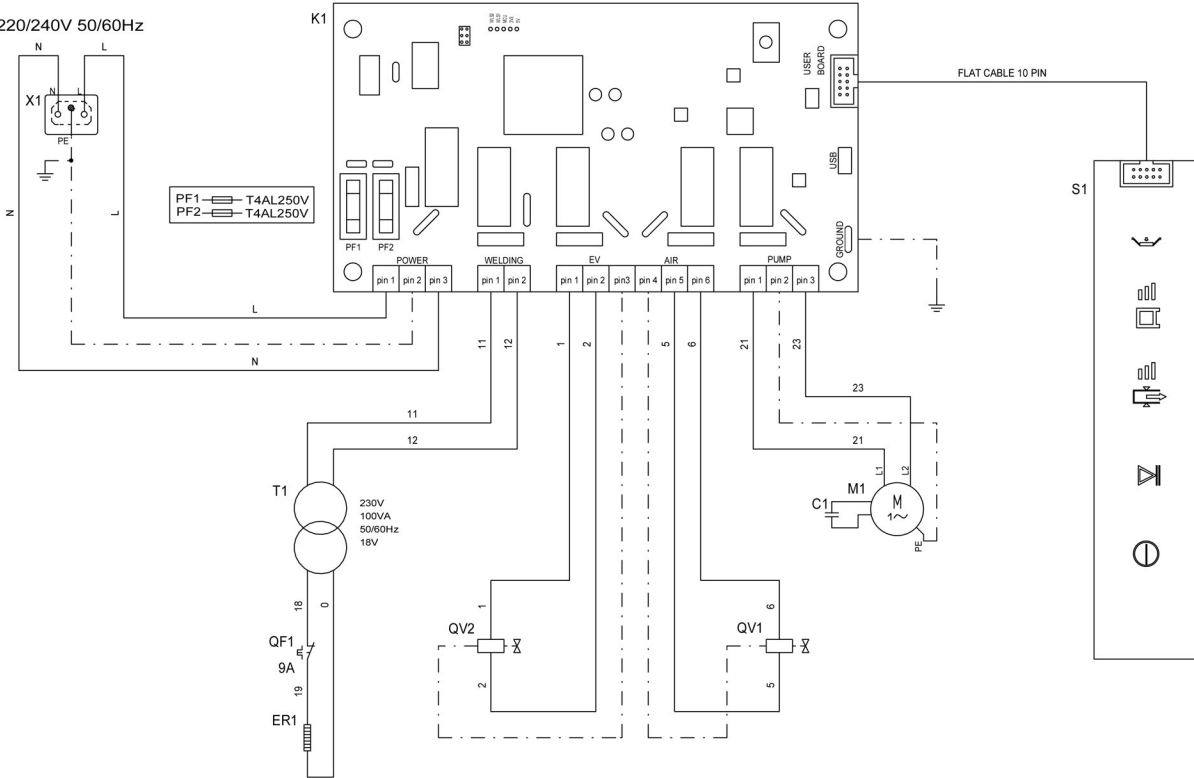 220/240V 50/60Hz
N
L
X1
N
L
PE
N
L
PF1 T4AL250V
PF2 T4AL250V
L
N
K1
MCU
3V3
5V
USER
BOARD
USB
GROUND
PF1
PF2
POWER
WELDING
EV
AIR
PUMP
pin 1 pin 2 pin 3
pin 1 pin 2
pin 1 pin 2 pin3 pin 4 pin 5 pin 6
pin 1 pin 2 pin 3
FLAT CABLE 10 PIN
S1
11
12
1
2
5
6
21
23
11
12
23
21
T1
230V
100VA
50/60Hz
18V
18
0
QF1
9A
19
ER1
1
QV2
2
6
QV1
5
L1
L2
M1
M
1~
C1
PE